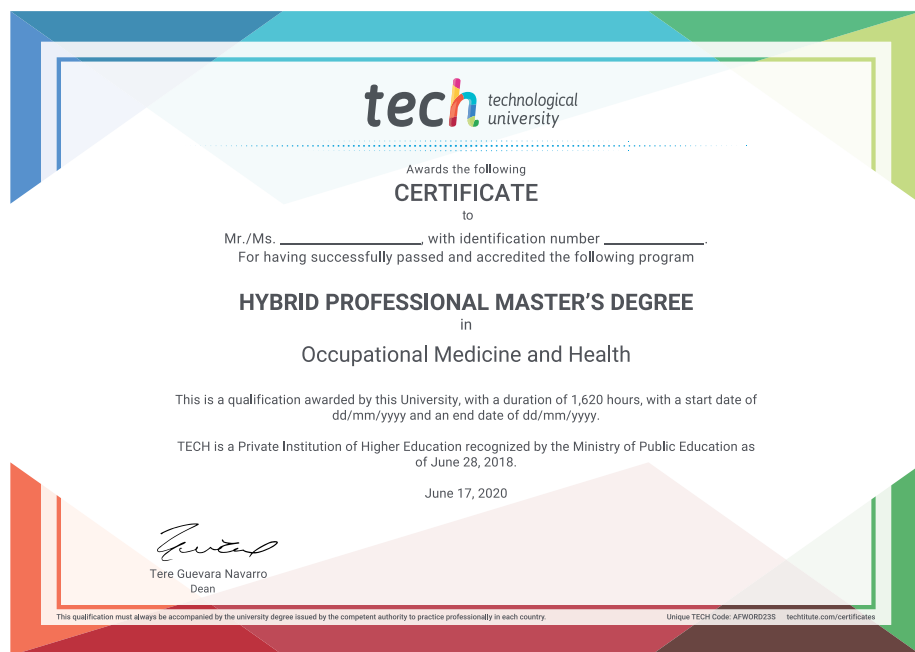 tech technological
university
Awards the following
CERTIFICATE
to
Mr./Ms. ____________________, with identification number ______________.
For having successfully passed and accredited the following program
HYBRID PROFESSIONAL MASTER'S DEGREE
in
Occupational Medicine and Health
This is a qualification awarded by this University, with a duration of 1,620 hours, with a start date of
dd/mm/yyyy and an end date of dd/mm/yyyy.
TECH is a Private Institution of Higher Education recognized by the Ministry of Public Education as
of June 28, 2018.
June 17, 2020
Tere Guevara Navarro
Dean
This qualification must always be accompanied by the university degree issued by the competent authority to practice professionally in each country.
Unique TECH Code: AFWORD23S techtitute.com/certificates